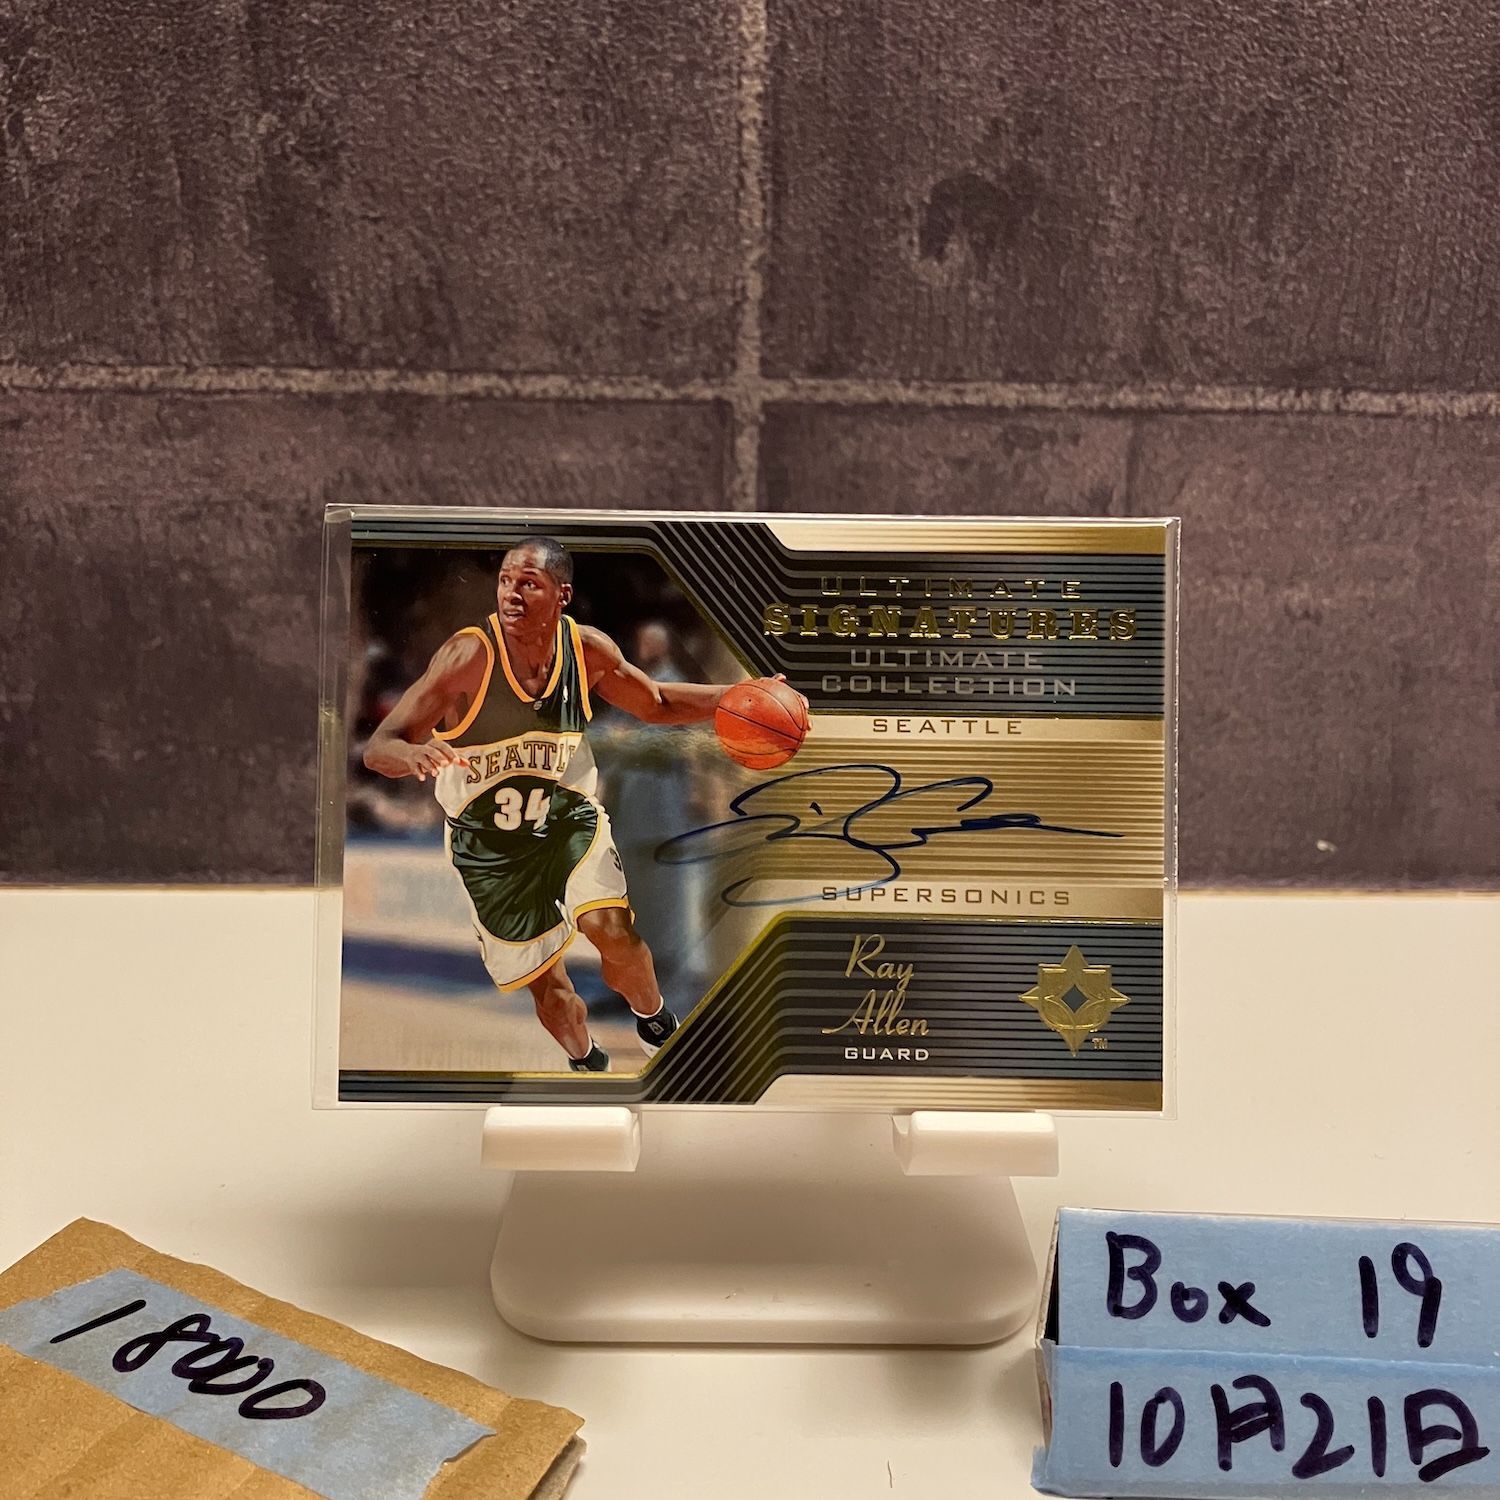 ULTIMATE
SIGNATURES
ULTIMATE
COLLECTION
SEATTLE
SEATTLE
34
SUPERSONICS
Ray
Allen
GUARD
TM
18000
Box 19
10月21日